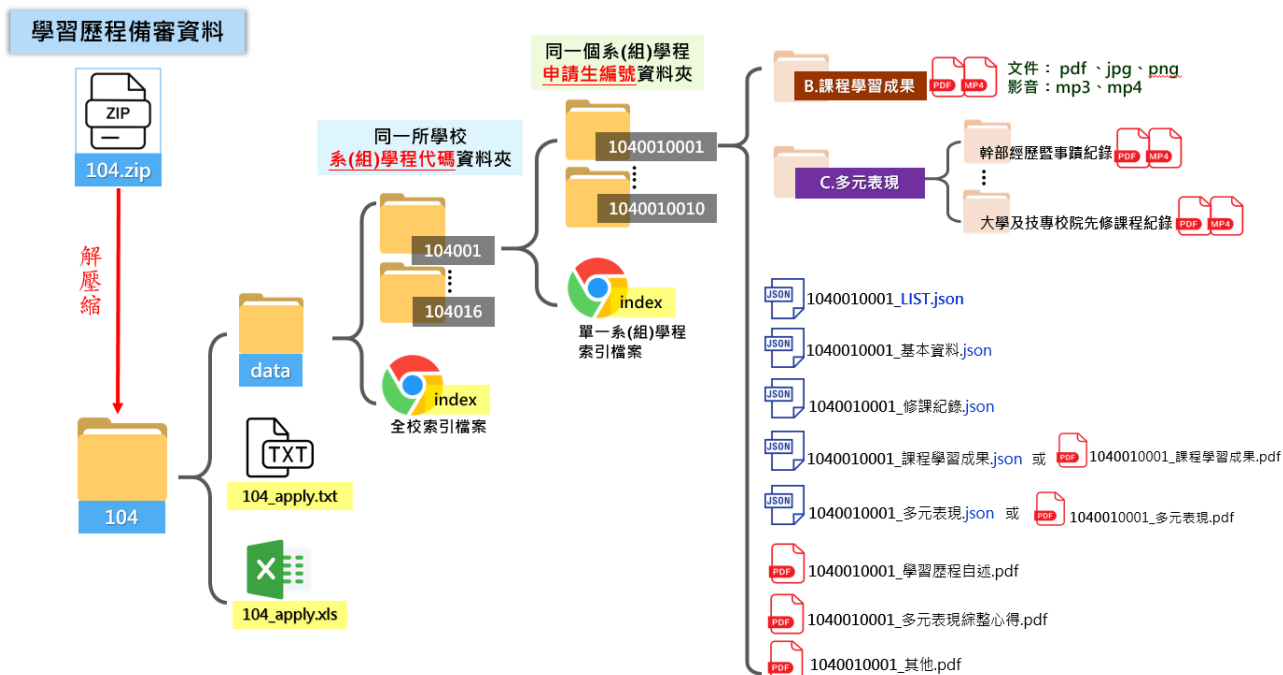 學習歷程備審資料
ZIP
104.zip
解壓縮
104
data
TXT
104_apply.txt
X
104_apply.xls
同一所學校
系(組)學程代碼資料夾
104001
104016
index
全校索引檔案
同一個系(組)學程
申請生編號資料夾
1040010001
1040010010
index
單一系(組)學程
索引檔案
B.課程學習成果
PDF MP4
文件： pdf 、jpg、png
影音：mp3、mp4
C.多元表現
幹部經歷暨事蹟紀錄
PDF MP4
大學及技專校院先修課程紀錄
PDF MP4
JSON 1040010001_LIST.json
JSON 1040010001_基本資料.json
JSON 1040010001_修課紀錄.json
JSON 1040010001_課程學習成果.json 或 PDF 1040010001_課程學習成果.pdf
JSON 1040010001_多元表現.json 或 PDF 1040010001_多元表現.pdf
PDF 1040010001_學習歷程自述.pdf
PDF 1040010001_多元表現綜整心得.pdf
PDF 1040010001_其他.pdf